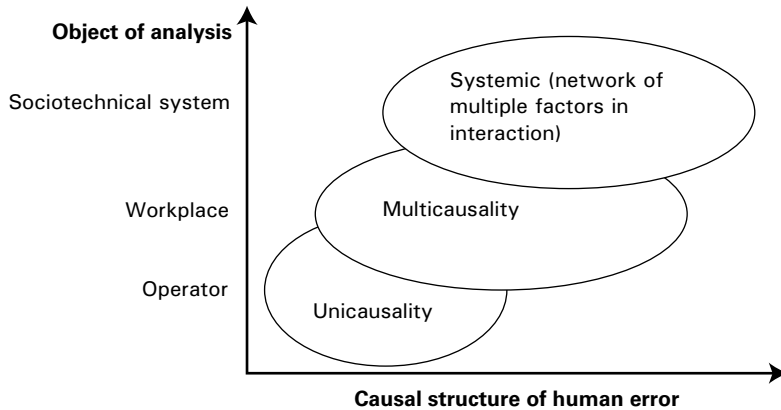 Object of analysis
Systemic (network of
multiple factors in
interaction)
Sociotechnical system
Workplace
Multicausality
Operator
Unicausality
Causal structure of human error